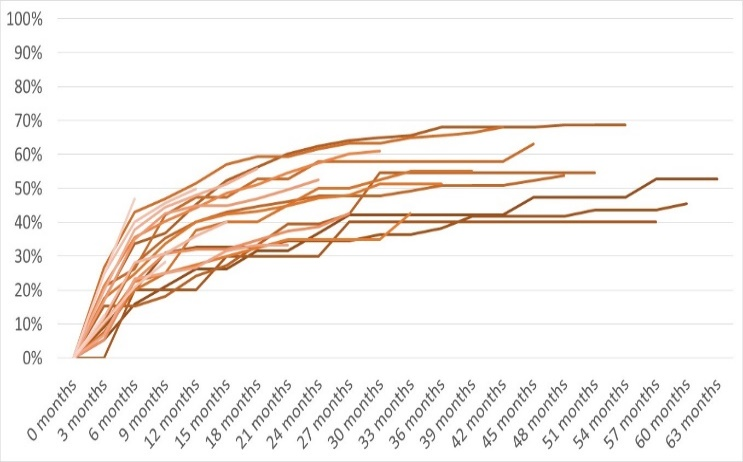 100%
90%
80%
70%
60%
50%
40%
30%
20%
10%
0%
0 months
3 months
6 months
9 months
12 months
15 months
18 months
21 months
24 months
27 months
30 months
33 months
36 months
39 months
42 months
45 months
48 months
51 months
54 months
57 months
60 months
63 months